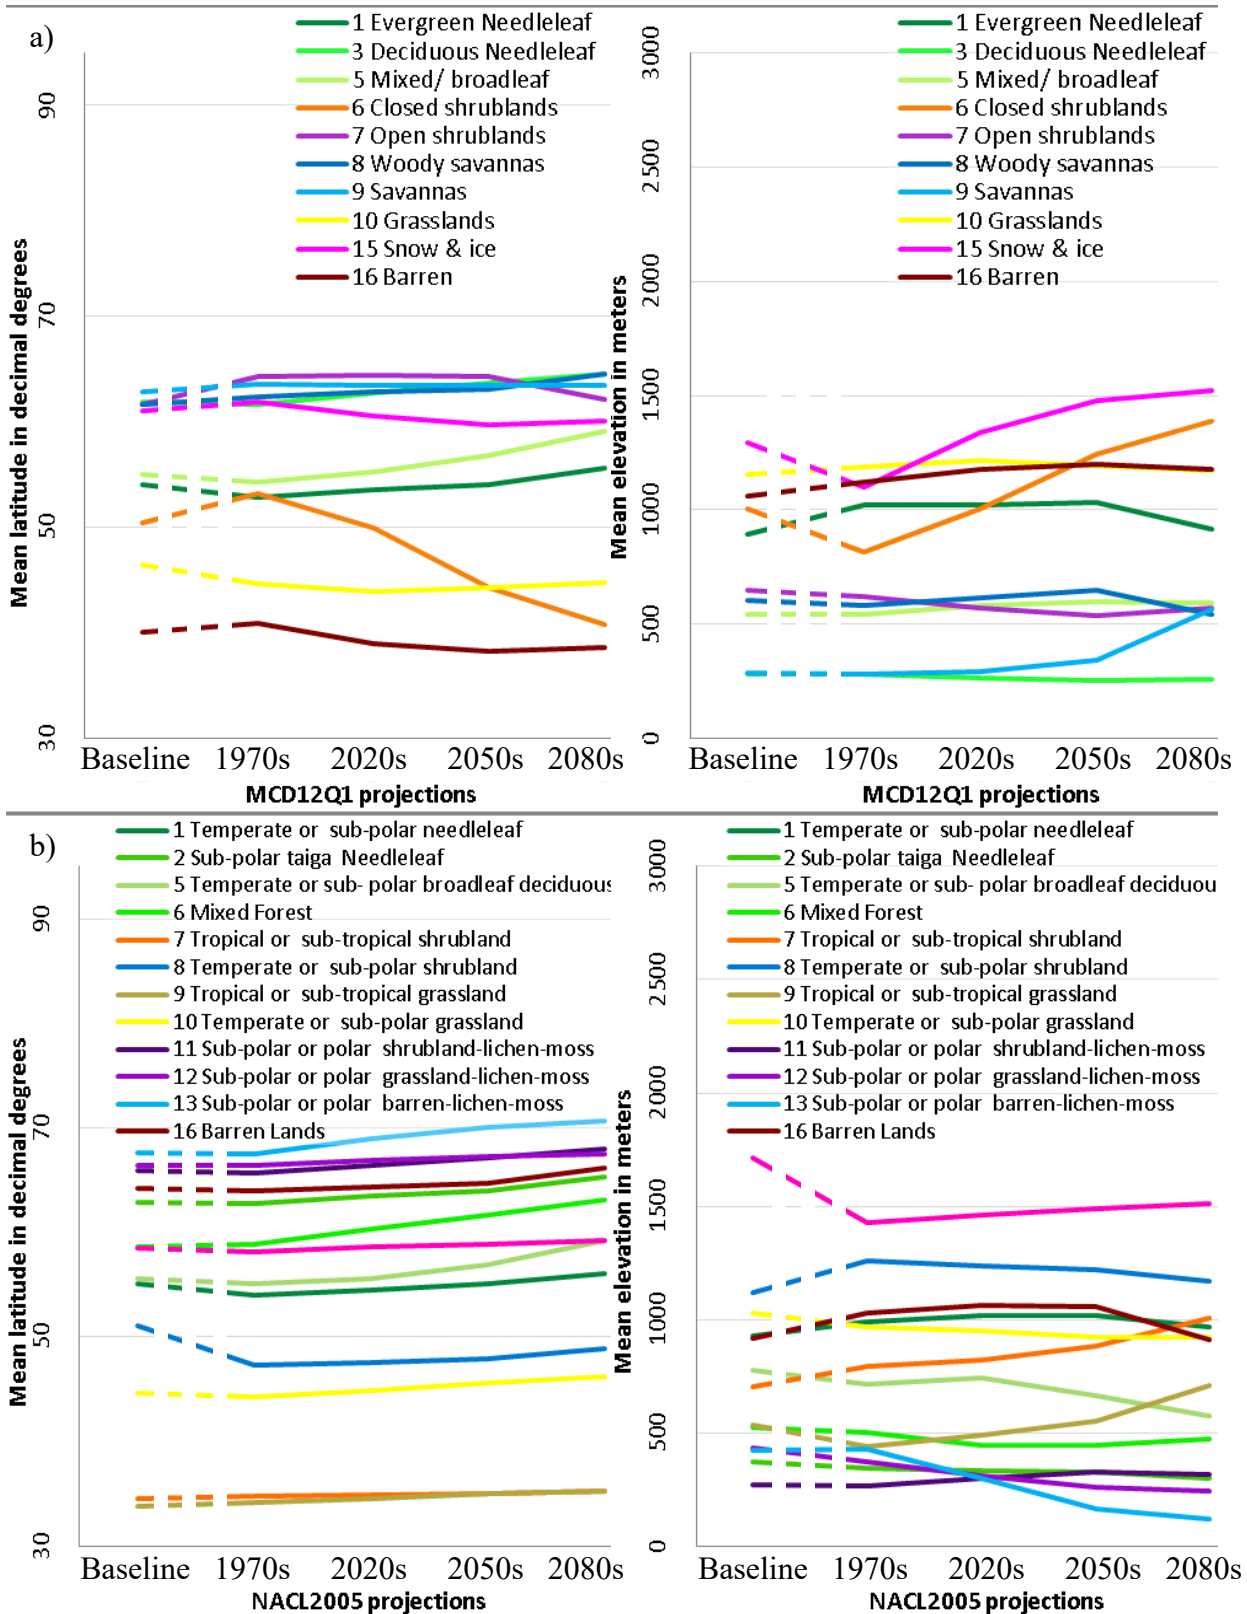 a)
1 Evergreen Needleleaf
3 Deciduous Needleleaf
5 Mixed/ broadleaf
6 Closed shrublands
7 Open shrublands
8 Woody savannas
9 Savannas
10 Grasslands
15 Snow & ice
16 Barren
Mean latitude in decimal degrees
90
70
50
30
Baseline 1970s 2020s 2050s 2080s
MCD12Q1 projections
1 Evergreen Needleleaf
3 Deciduous Needleleaf
5 Mixed/ broadleaf
6 Closed shrublands
7 Open shrublands
8 Woody savannas
9 Savannas
10 Grasslands
15 Snow & ice
16 Barren
Mean elevation in meters
3000
2500
2000
1500
1000
500
0
Baseline 1970s 2020s 2050s 2080s
MCD12Q1 projections
b)
1 Temperate or sub-polar needleleaf
2 Sub-polar taiga Needleleaf
5 Temperate or sub- polar broadleaf deciduous
6 Mixed Forest
7 Tropical or sub-tropical shrubland
8 Temperate or sub-polar shrubland
9 Tropical or sub-tropical grassland
10 Temperate or sub-polar grassland
11 Sub-polar or polar shrubland-lichen-moss
12 Sub-polar or polar grassland-lichen-moss
13 Sub-polar or polar barren-lichen-moss
16 Barren Lands
Mean latitude in decimal degrees
90
70
50
30
Baseline 1970s 2020s 2050s 2080s
NACL2005 projections
1 Temperate or sub-polar needleleaf
2 Sub-polar taiga Needleleaf
5 Temperate or sub- polar broadleaf deciduou
6 Mixed Forest
7 Tropical or sub-tropical shrubland
8 Temperate or sub-polar shrubland
9 Tropical or sub-tropical grassland
10 Temperate or sub-polar grassland
11 Sub-polar or polar shrubland-lichen-moss
12 Sub-polar or polar grassland-lichen-moss
13 Sub-polar or polar barren-lichen-moss
16 Barren Lands
Mean elevation in meters
3000
2500
2000
1500
1000
500
0
Baseline 1970s 2020s 2050s 2080s
NACL2005 projections